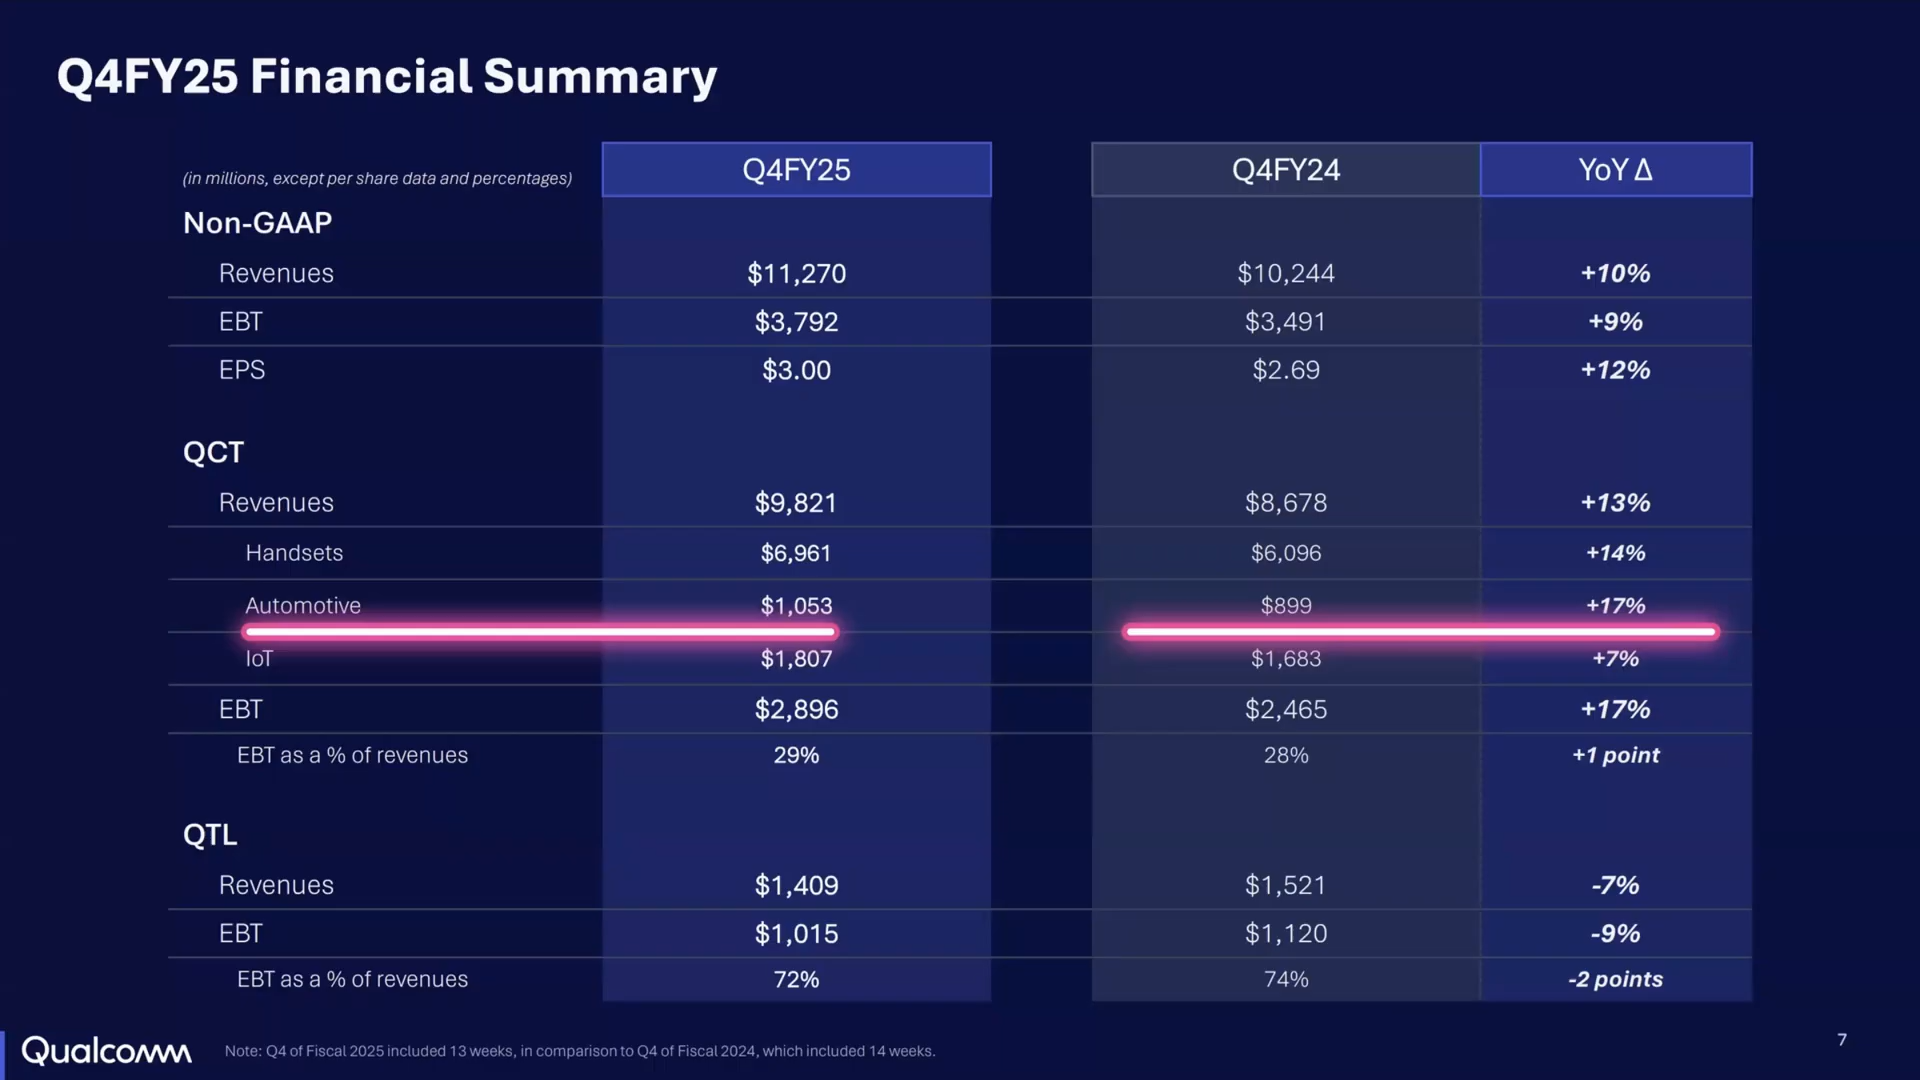 Q4FY25 Financial Summary
(in millions, except per share data and percentages) Q4FY25 Q4FY24 YoY Δ
Non-GAAP
Revenues $11,270 $10,244 +10%
EBT $3,792 $3,491 +9%
EPS $3.00 $2.69 +12%
QCT
Revenues $9,821 $8,678 +13%
Handsets $6,961 $6,096 +14%
Automotive $1,053 $899 +17%
IoT $1,807 $1,683 +7%
EBT $2,896 $2,465 +17%
EBT as a % of revenues 29% 28% +1 point
QTL
Revenues $1,409 $1,521 -7%
EBT $1,015 $1,120 -9%
EBT as a % of revenues 72% 74% -2 points
Qualcomm Note: Q4 of Fiscal 2025 included 13 weeks, in comparison to Q4 of Fiscal 2024, which included 14 weeks. 7